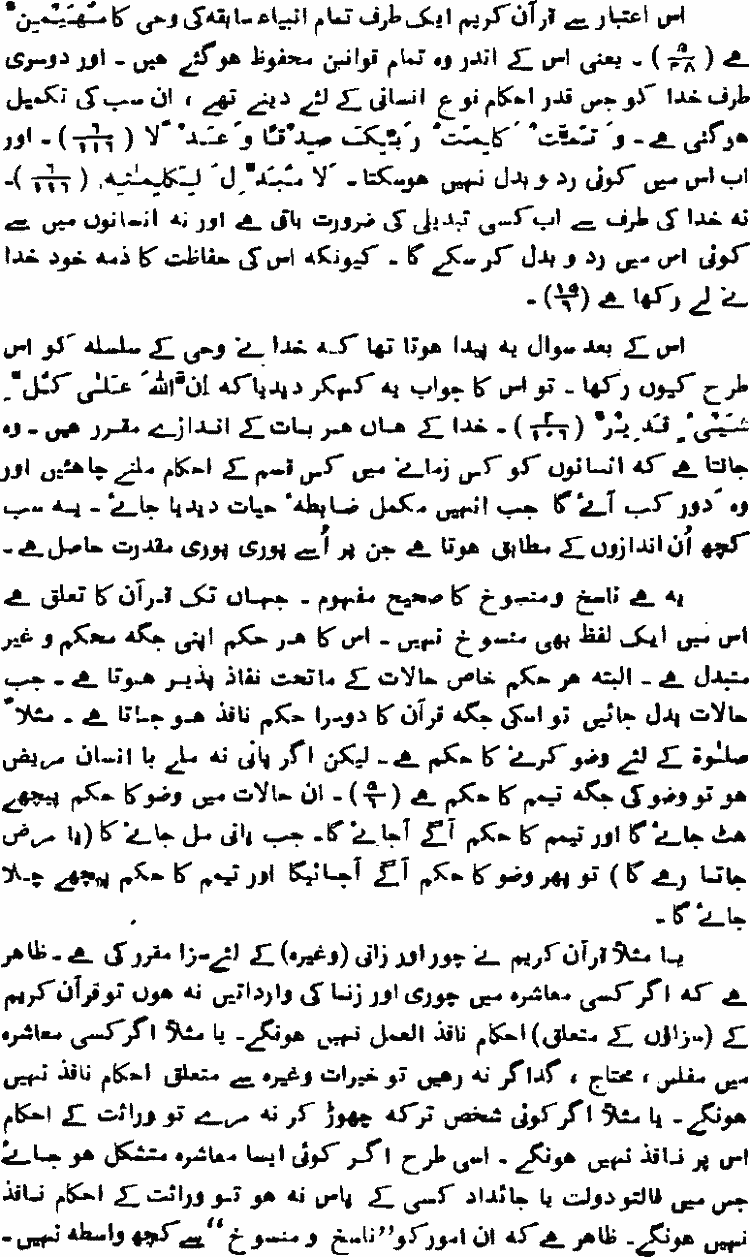 اس اعتبار سے قرآن کریم ایک طرف تمام انبیاء سابقہ کی وحی کا مُهَيْمِنٌ
ہے (۵/۴۸) ۔ یعنی اس کے اندر وہ تمام قوانین محفوظ ہوگئے ہیں ۔ اور دوسری
طرف خدا کو جس قدر احکام نوع انسانی کے لئے دینے تھے ، ان سب کی تکمیل
ہوگئی ہے ۔ وَ تَمَّتْ كَلِمَتُ رَبِّكَ صِدْقًا وَّ عَدْلًا (۶/۱۱۶) ۔ اور
اب اس میں کوئی رد و بدل نہیں ہوسکتا ۔ لَا مُبَدِّلَ لِكَلِمٰتِهٖ (۶/۱۱۶) ۔
نہ خدا کی طرف سے اب کسی تبدیلی کی ضرورت باقی ہے اور نہ انسانوں میں سے
کوئی اس میں رد و بدل کر سکے گا ۔ کیونکہ اس کی حفاظت کا ذمہ خود خدا
نے لے رکھا ہے (۱۵/۹) ۔
اس کے بعد سوال یہ پیدا ہوتا تھا کہ خدا نے وحی کے سلسلہ کو اس
طرح کیوں رکھا ۔ تو اس کا جواب یہ کہہکر دیدیا کہ اِنَّ اللّٰهَ عَلٰى كُلِّ
شَيْءٍ قَدِيْرٌ (۲/۱۰۶) ۔ خدا کے ہاں ہر بات کے اندازے مقرر ہیں ۔ وہ
جانتا ہے کہ انسانوں کو کس زمانے میں کس قسم کے احکام ملنے چاہئیں اور
وہ دَور کب آئے گا جب انہیں مکمل ضابطۂ حیات دیدیا جائے ۔ یہ سب
کچھ اُن اندازوں کے مطابق ہوتا ہے جن پر اُسے پوری پوری مقدرت حاصل ہے ۔
یہ ہے ناسخ و منسوخ کا صحیح مفہوم ۔ جہاں تک قرآن کا تعلق ہے
اس میں ایک لفظ بھی منسوخ نہیں ۔ اس کا ہر حکم اپنی جگہ محکم و غیر
متبدل ہے ۔ البتہ ہر حکم خاص حالات کے ماتحت نفاذ پذیر ہوتا ہے ۔ جب
حالات بدل جائیں تو اسکی جگہ قرآن کا دوسرا حکم نافذ ہو جاتا ہے ۔ مثلاً
صلٰوۃ کے لئے وضو کرنے کا حکم ہے ۔ لیکن اگر پانی نہ ملے یا انسان مریض
ہو تو وضو کی جگہ تیمم کا حکم ہے (۵/۶) ۔ ان حالات میں وضو کا حکم پیچھے
ہٹ جائے گا اور تیمم کا حکم آگے آجائے گا ۔ جب پانی مل جائے گا (یا مرض
جاتا رہے گا ) تو پھر وضو کا حکم آگے آجائیگا اور تیمم کا حکم پیچھے چلا
جائے گا ۔
یا مثلاً قرآن کریم نے چور اور زانی (وغیرہ) کے لئے سزا مقرر کی ہے ۔ ظاہر
ہے کہ اگر کسی معاشرہ میں چوری اور زنا کی وارداتیں نہ ہوں تو قرآن کریم
کے (سزاؤں کے متعلق) احکام نافذ العمل نہیں ہونگے ۔ یا مثلاً اگر کسی معاشرہ
میں مفلس ، محتاج ، گداگر نہ رہیں تو خیرات وغیرہ سے متعلق احکام نافذ نہیں
ہونگے ۔ یا مثلاً اگر کوئی شخص ترکہ چھوڑ کر نہ مرے تو وراثت کے احکام
اس پر نافذ نہیں ہونگے ۔ اسی طرح اگر کوئی ایسا معاشرہ متشکل ہو جائے
جس میں فالتو دولت یا جائداد کسی کے پاس نہ ہو تو وراثت کے احکام نافذ
نہیں ہونگے ۔ ظاہر ہے کہ ان امور کو ’’ناسخ و منسوخ‘‘ سے کچھ واسطہ نہیں ۔